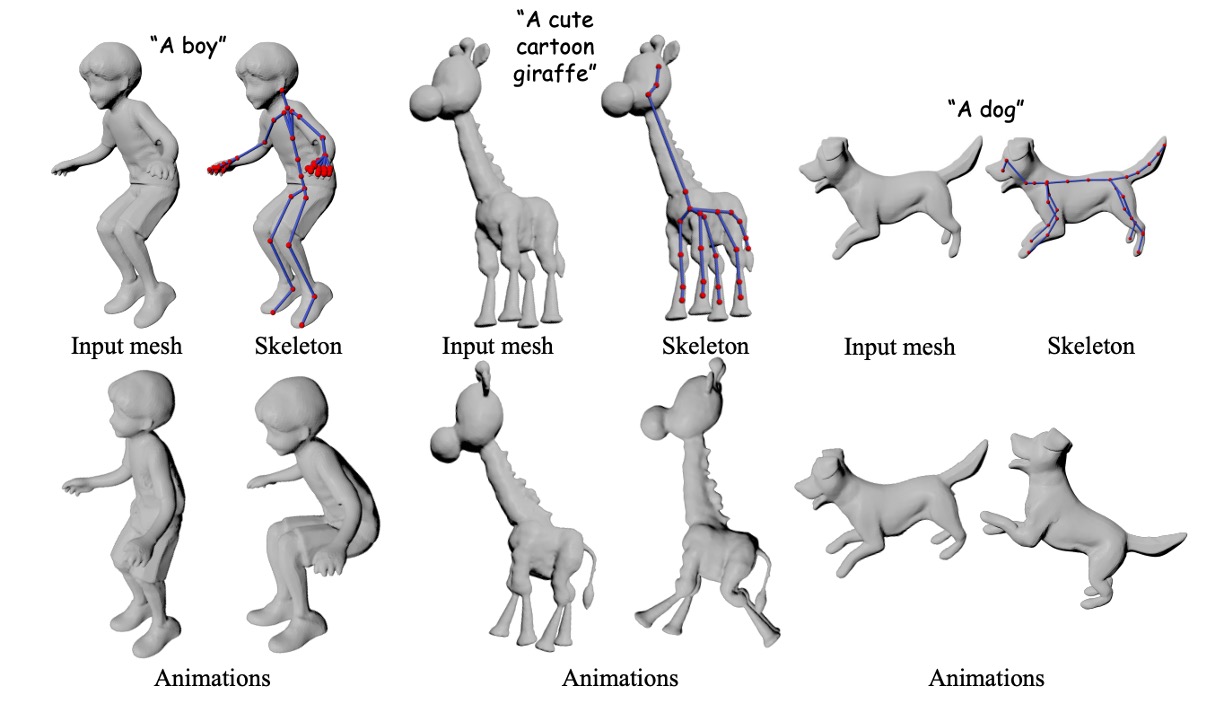 “A boy”
“A cute
cartoon
giraffe”
“A dog”
Input mesh
Skeleton
Input mesh
Skeleton
Input mesh
Skeleton
Animations
Animations
Animations